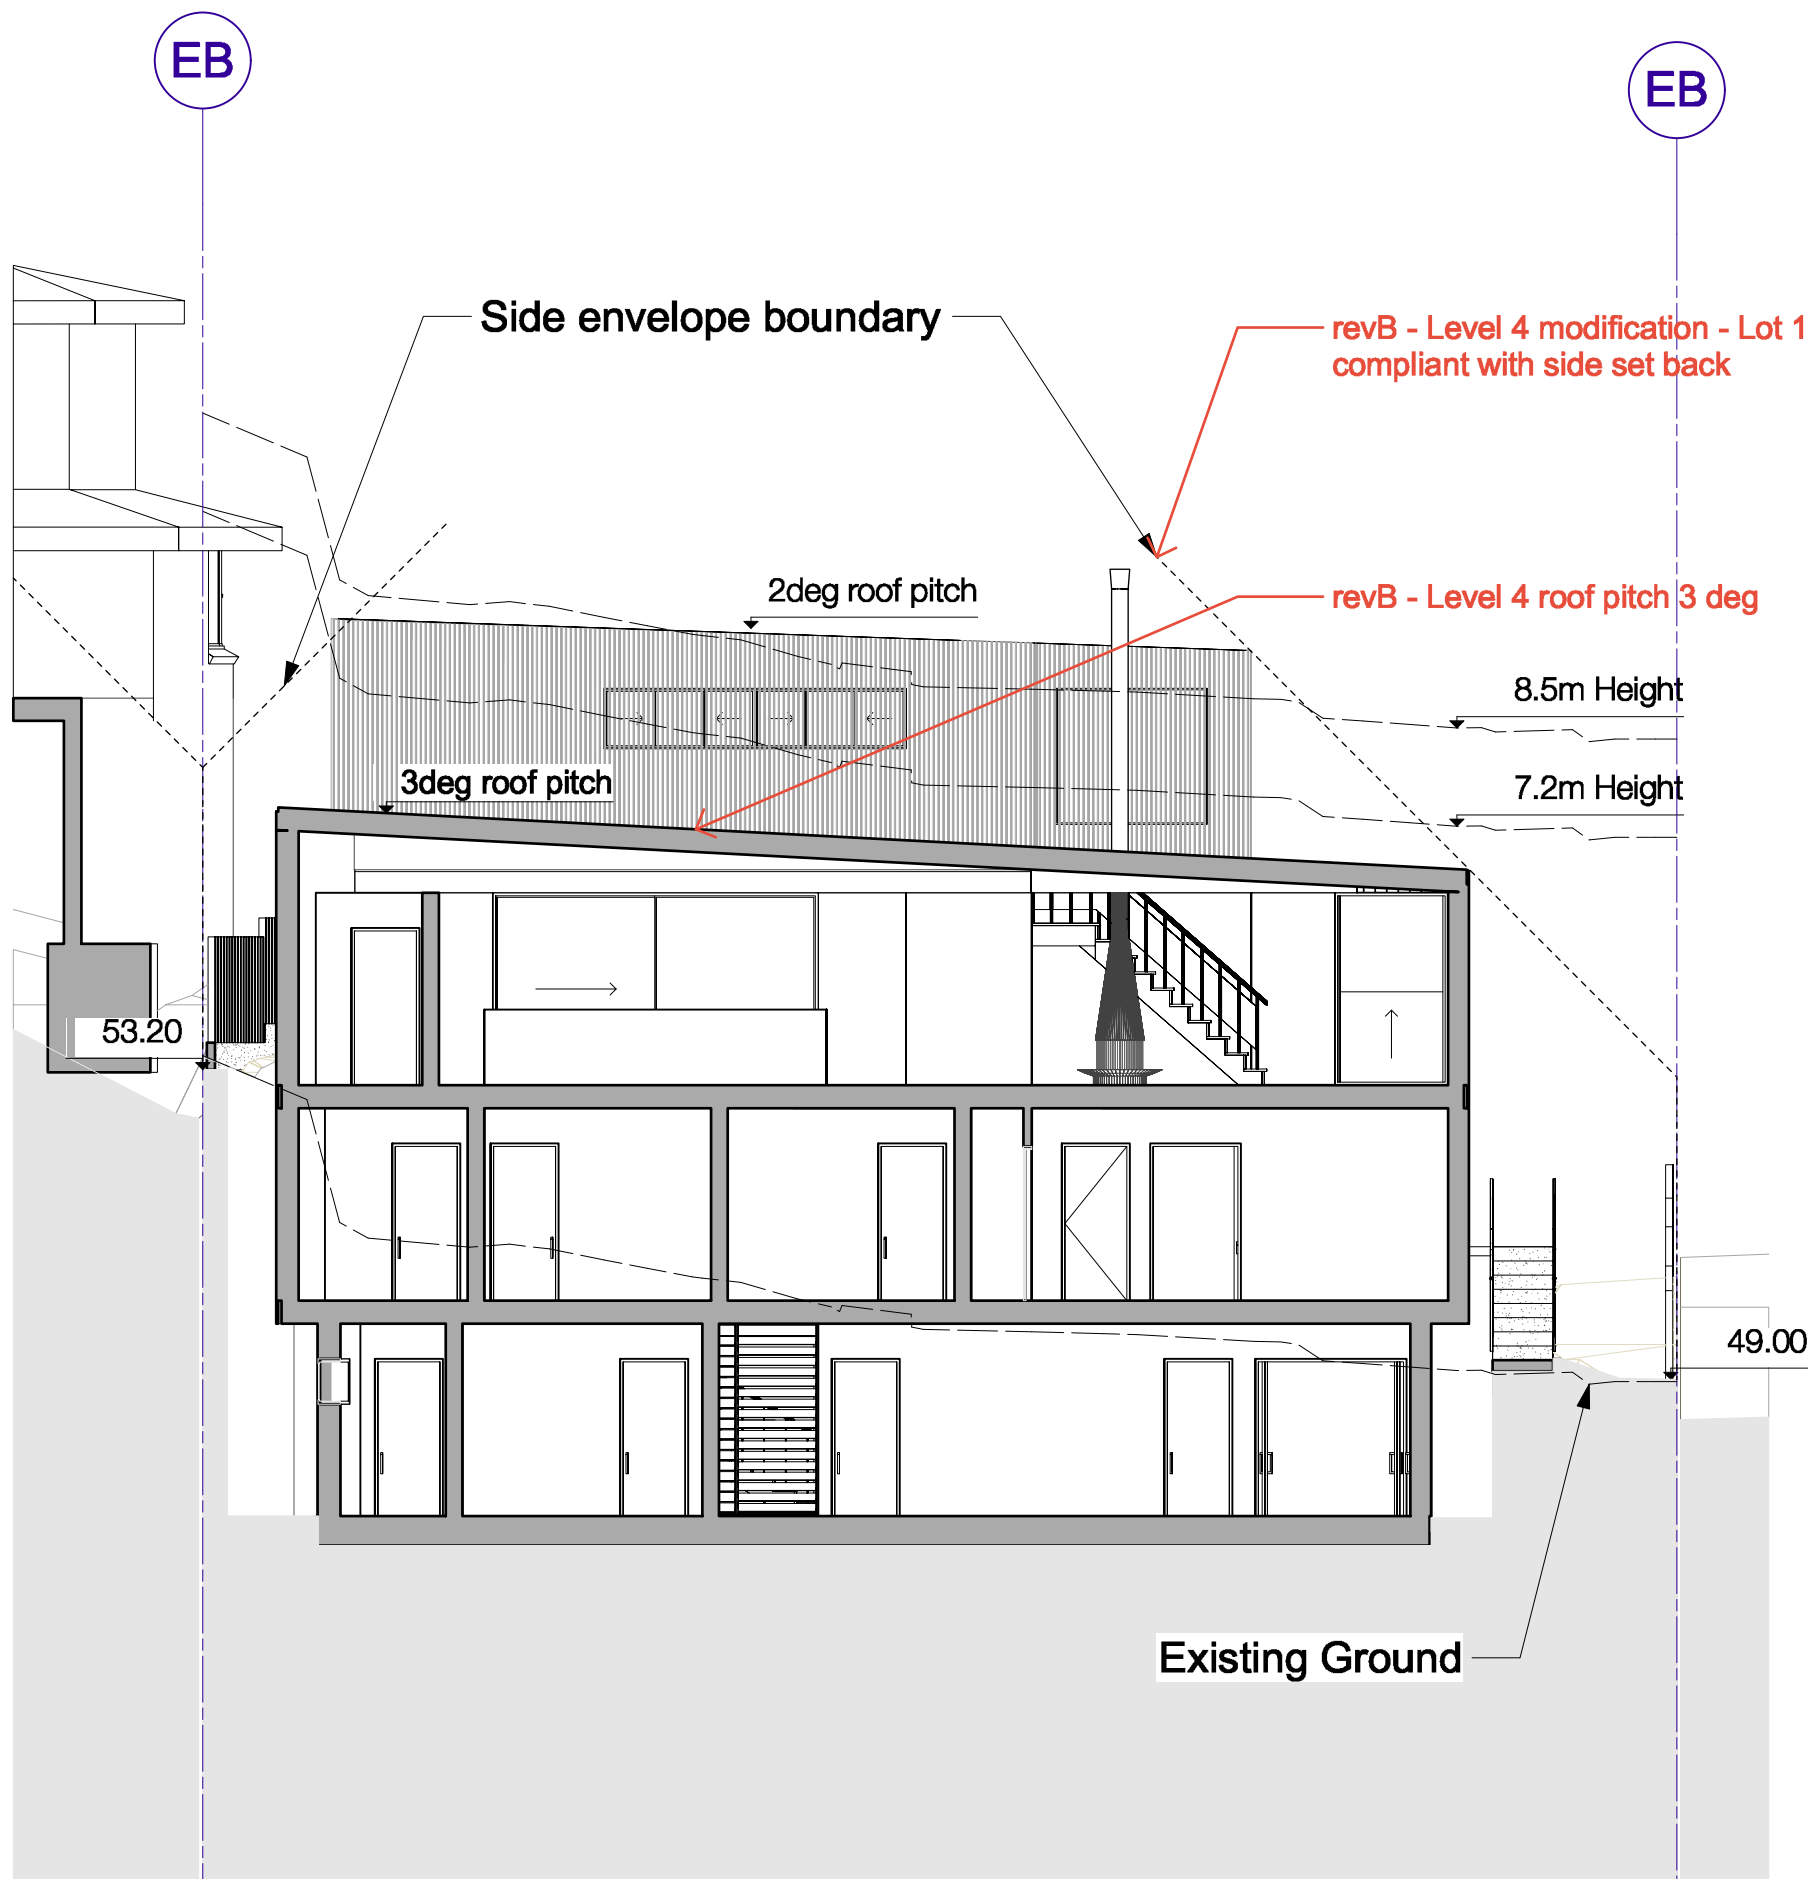 EB
EB
Side envelope boundary
revB - Level 4 modification - Lot 1
compliant with side set back
2deg roof pitch
revB - Level 4 roof pitch 3 deg
8.5m Height
3deg roof pitch
7.2m Height
53.20
49.00
Existing Ground